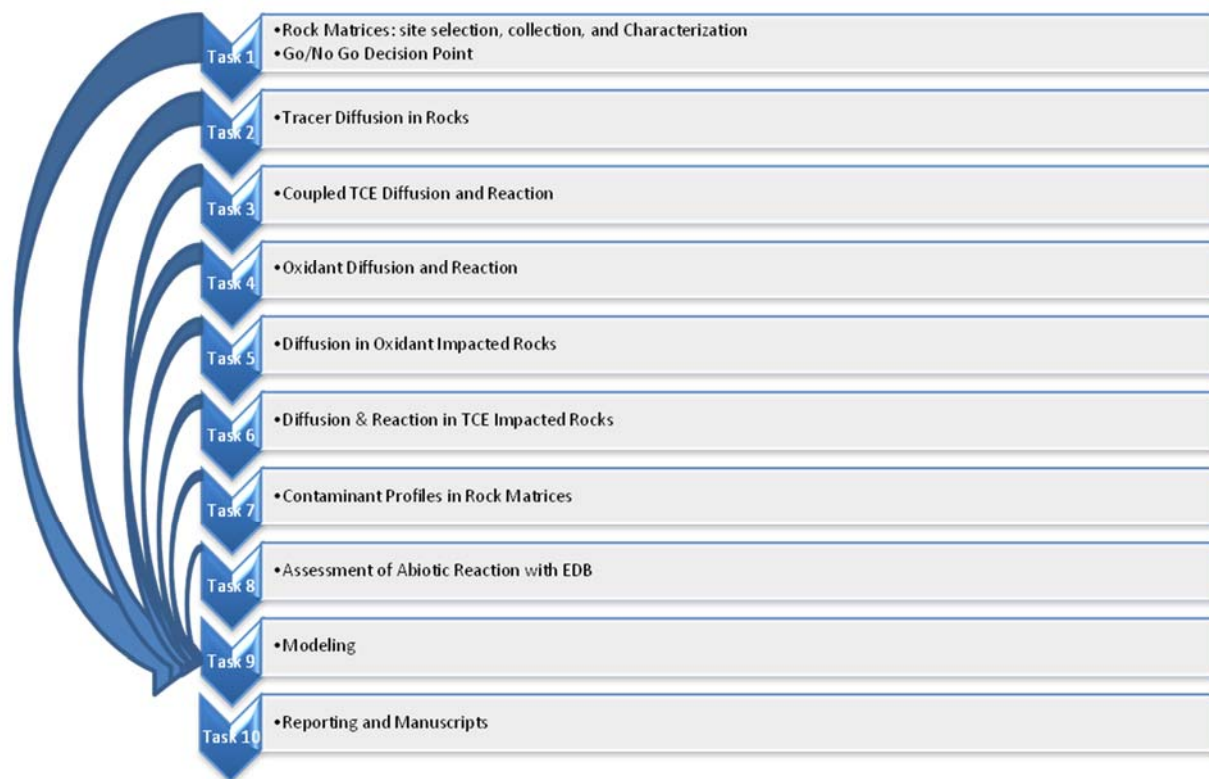 Task 1
•Rock Matrices: site selection, collection, and Characterization
•Go/No Go Decision Point
Task 2
•Tracer Diffusion in Rocks
Task 3
•Coupled TCE Diffusion and Reaction
Task 4
•Oxidant Diffusion and Reaction
Task 5
•Diffusion in Oxidant Impacted Rocks
Task 6
•Diffusion & Reaction in TCE Impacted Rocks
Task 7
•Contaminant Profiles in Rock Matrices
Task 8
•Assessment of Abiotic Reaction with EDB
Task 9
•Modeling
Task 10
•Reporting and Manuscripts